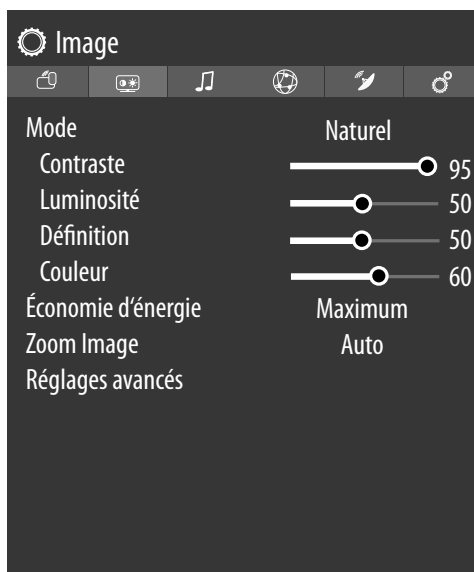 Image
Mode Naturel
Contraste 95
Luminosité 50
Définition 50
Couleur 60
Économie d‘énergie Maximum
Zoom Image Auto
Réglages avancés